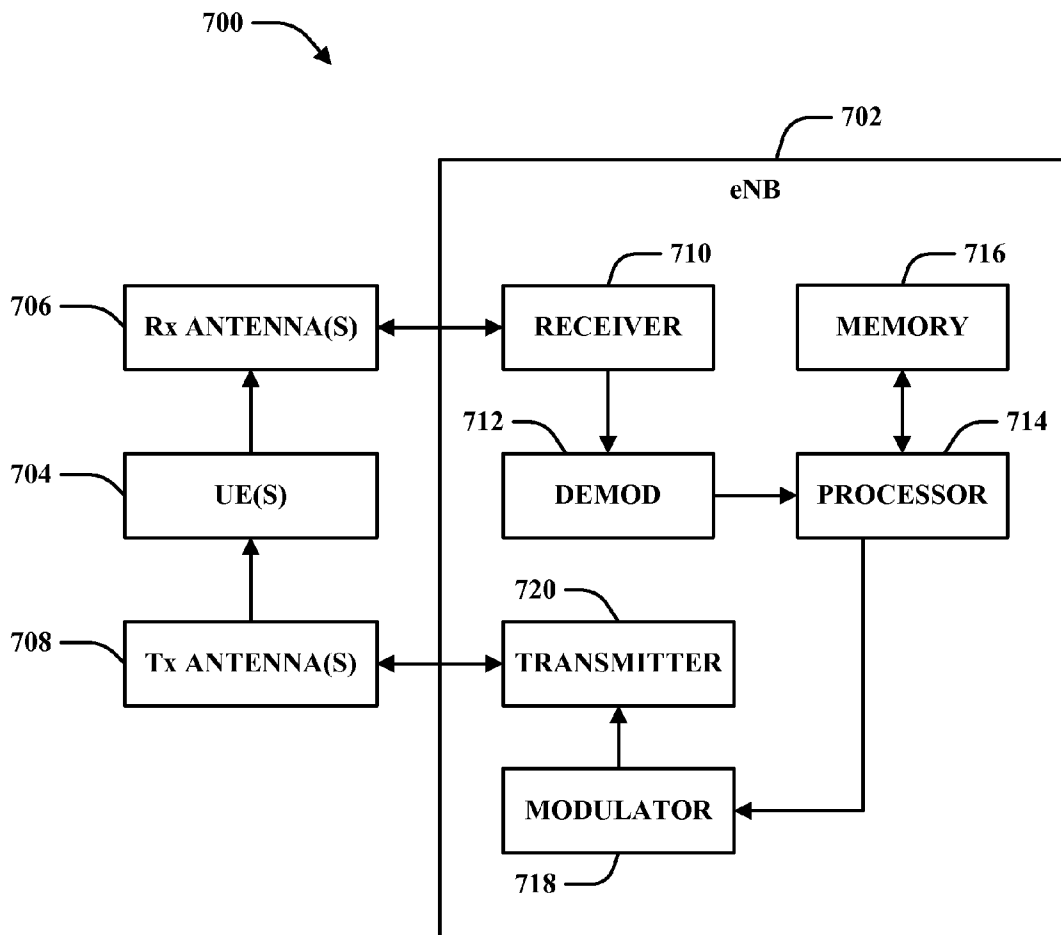 700
702
eNB
710
716
706
Rx ANTENNA(S)
RECEIVER
MEMORY
712
714
704
UE(S)
DEMOD
PROCESSOR
720
708
Tx ANTENNA(S)
TRANSMITTER
MODULATOR
718